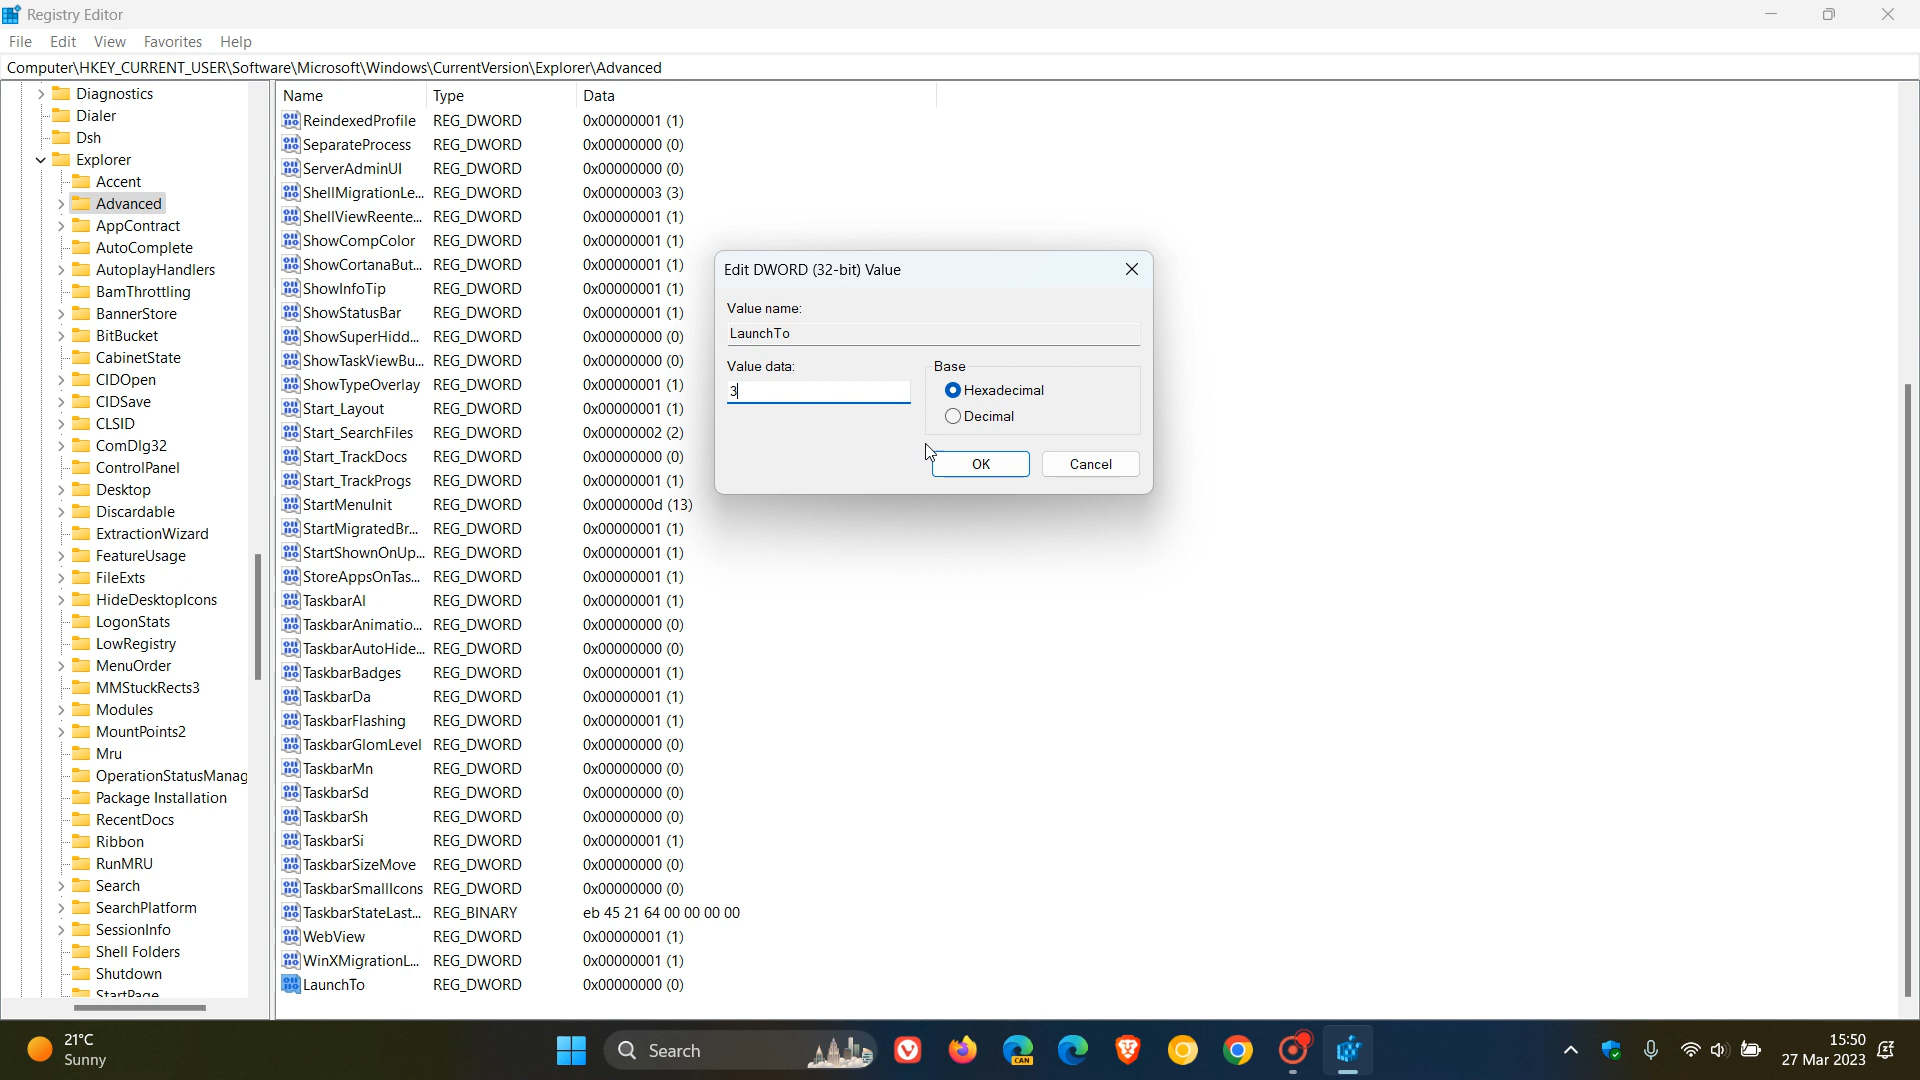 Registry Editor
File Edit View Favorites Help
Computer\HKEY_CURRENT_USER\Software\Microsoft\Windows\CurrentVersion\Explorer\Advanced
Diagnostics
Dialer
Dsh
Explorer
Accent
Advanced
AppContract
AutoComplete
AutoplayHandlers
BamThrottling
BannerStore
BitBucket
CabinetState
CIDOpen
CIDSave
CLSID
ComDlg32
ControlPanel
Desktop
Discardable
ExtractionWizard
FeatureUsage
FileExts
HideDesktopIcons
LogonStats
LowRegistry
MenuOrder
MMStuckRects3
Modules
MountPoints2
Mru
OperationStatusManag
Package Installation
RecentDocs
Ribbon
RunMRU
Search
SearchPlatform
SessionInfo
Shell Folders
Shutdown
StartPage
Name Type Data
ReindexedProfile REG_DWORD 0x00000001 (1)
SeparateProcess REG_DWORD 0x00000000 (0)
ServerAdminUI REG_DWORD 0x00000000 (0)
ShellMigrationLe... REG_DWORD 0x00000003 (3)
ShellViewReente... REG_DWORD 0x00000001 (1)
ShowCompColor REG_DWORD 0x00000001 (1)
ShowCortanaBut... REG_DWORD 0x00000001 (1)
ShowInfoTip REG_DWORD 0x00000001 (1)
ShowStatusBar REG_DWORD 0x00000001 (1)
ShowSuperHidd... REG_DWORD 0x00000000 (0)
ShowTaskViewBu... REG_DWORD 0x00000000 (0)
ShowTypeOverlay REG_DWORD 0x00000001 (1)
Start_Layout REG_DWORD 0x00000001 (1)
Start_SearchFiles REG_DWORD 0x00000002 (2)
Start_TrackDocs REG_DWORD 0x00000000 (0)
Start_TrackProgs REG_DWORD 0x00000001 (1)
StartMenuInit REG_DWORD 0x0000000d (13)
StartMigratedBr... REG_DWORD 0x00000001 (1)
StartShownOnUp... REG_DWORD 0x00000001 (1)
StoreAppsOnTas... REG_DWORD 0x00000001 (1)
TaskbarAl REG_DWORD 0x00000001 (1)
TaskbarAnimatio... REG_DWORD 0x00000000 (0)
TaskbarAutoHide... REG_DWORD 0x00000000 (0)
TaskbarBadges REG_DWORD 0x00000001 (1)
TaskbarDa REG_DWORD 0x00000001 (1)
TaskbarFlashing REG_DWORD 0x00000001 (1)
TaskbarGlomLevel REG_DWORD 0x00000000 (0)
TaskbarMn REG_DWORD 0x00000000 (0)
TaskbarSd REG_DWORD 0x00000000 (0)
TaskbarSh REG_DWORD 0x00000000 (0)
TaskbarSi REG_DWORD 0x00000001 (1)
TaskbarSizeMove REG_DWORD 0x00000000 (0)
TaskbarSmallIcons REG_DWORD 0x00000000 (0)
TaskbarStateLast... REG_BINARY eb 45 21 64 00 00 00 00
WebView REG_DWORD 0x00000001 (1)
WinXMigrationL... REG_DWORD 0x00000001 (1)
LaunchTo REG_DWORD 0x00000000 (0)
Edit DWORD (32-bit) Value
Value name:
LaunchTo
Value data:
3
Base
Hexadecimal
Decimal
OK Cancel
21°C
Sunny
Search
CAN
15:50
27 Mar 2023